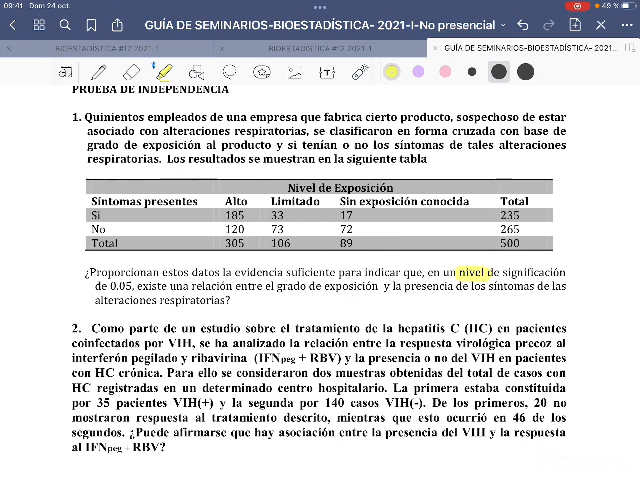 09:41 Dom 24 oct.
49 %
GUÍA DE SEMINARIOS-BIOESTADÍSTICA- 2021-I-No presencial
BIOESTADÍSTICA #12 2021-1
BIOESTADÍSTICA #12 2021-1
GUÍA DE SEMINARIOS-BIOESTADÍSTICA- 2021...
PRUEBA DE INDEPENDENCIA
1. Quinientos empleados de una empresa que fabrica cierto producto, sospechoso de estar
asociado con alteraciones respiratorias, se clasificaron en forma cruzada con base de
grado de exposición al producto y si tenían o no los síntomas de tales alteraciones
respiratorias. Los resultados se muestran en la siguiente tabla
Nivel de Exposición
Síntomas presentes Alto Limitado Sin exposición conocida Total
Si 185 33 17 235
No 120 73 72 265
Total 305 106 89 500
¿Proporcionan estos datos la evidencia suficiente para indicar que, en un nivel de significación
de 0.05, existe una relación entre el grado de exposición y la presencia de los síntomas de las
alteraciones respiratorias?
2. Como parte de un estudio sobre el tratamiento de la hepatitis C (HC) en pacientes
coinfectados por VIH, se ha analizado la relación entre la respuesta virológica precoz al
interferón pegilado y ribavirina (IFNpeg + RBV) y la presencia o no del VIH en pacientes
con HC crónica. Para ello se consideraron dos muestras obtenidas del total de casos con
HC registradas en un determinado centro hospitalario. La primera estaba constituida
por 35 pacientes VIH(+) y la segunda por 140 casos VIH(-). De los primeros, 20 no
mostraron respuesta al tratamiento descrito, mientras que esto ocurrió en 46 de los
segundos. ¿Puede afirmarse que hay asociación entre la presencia del VIH y la respuesta
al IFNpeg + RBV?